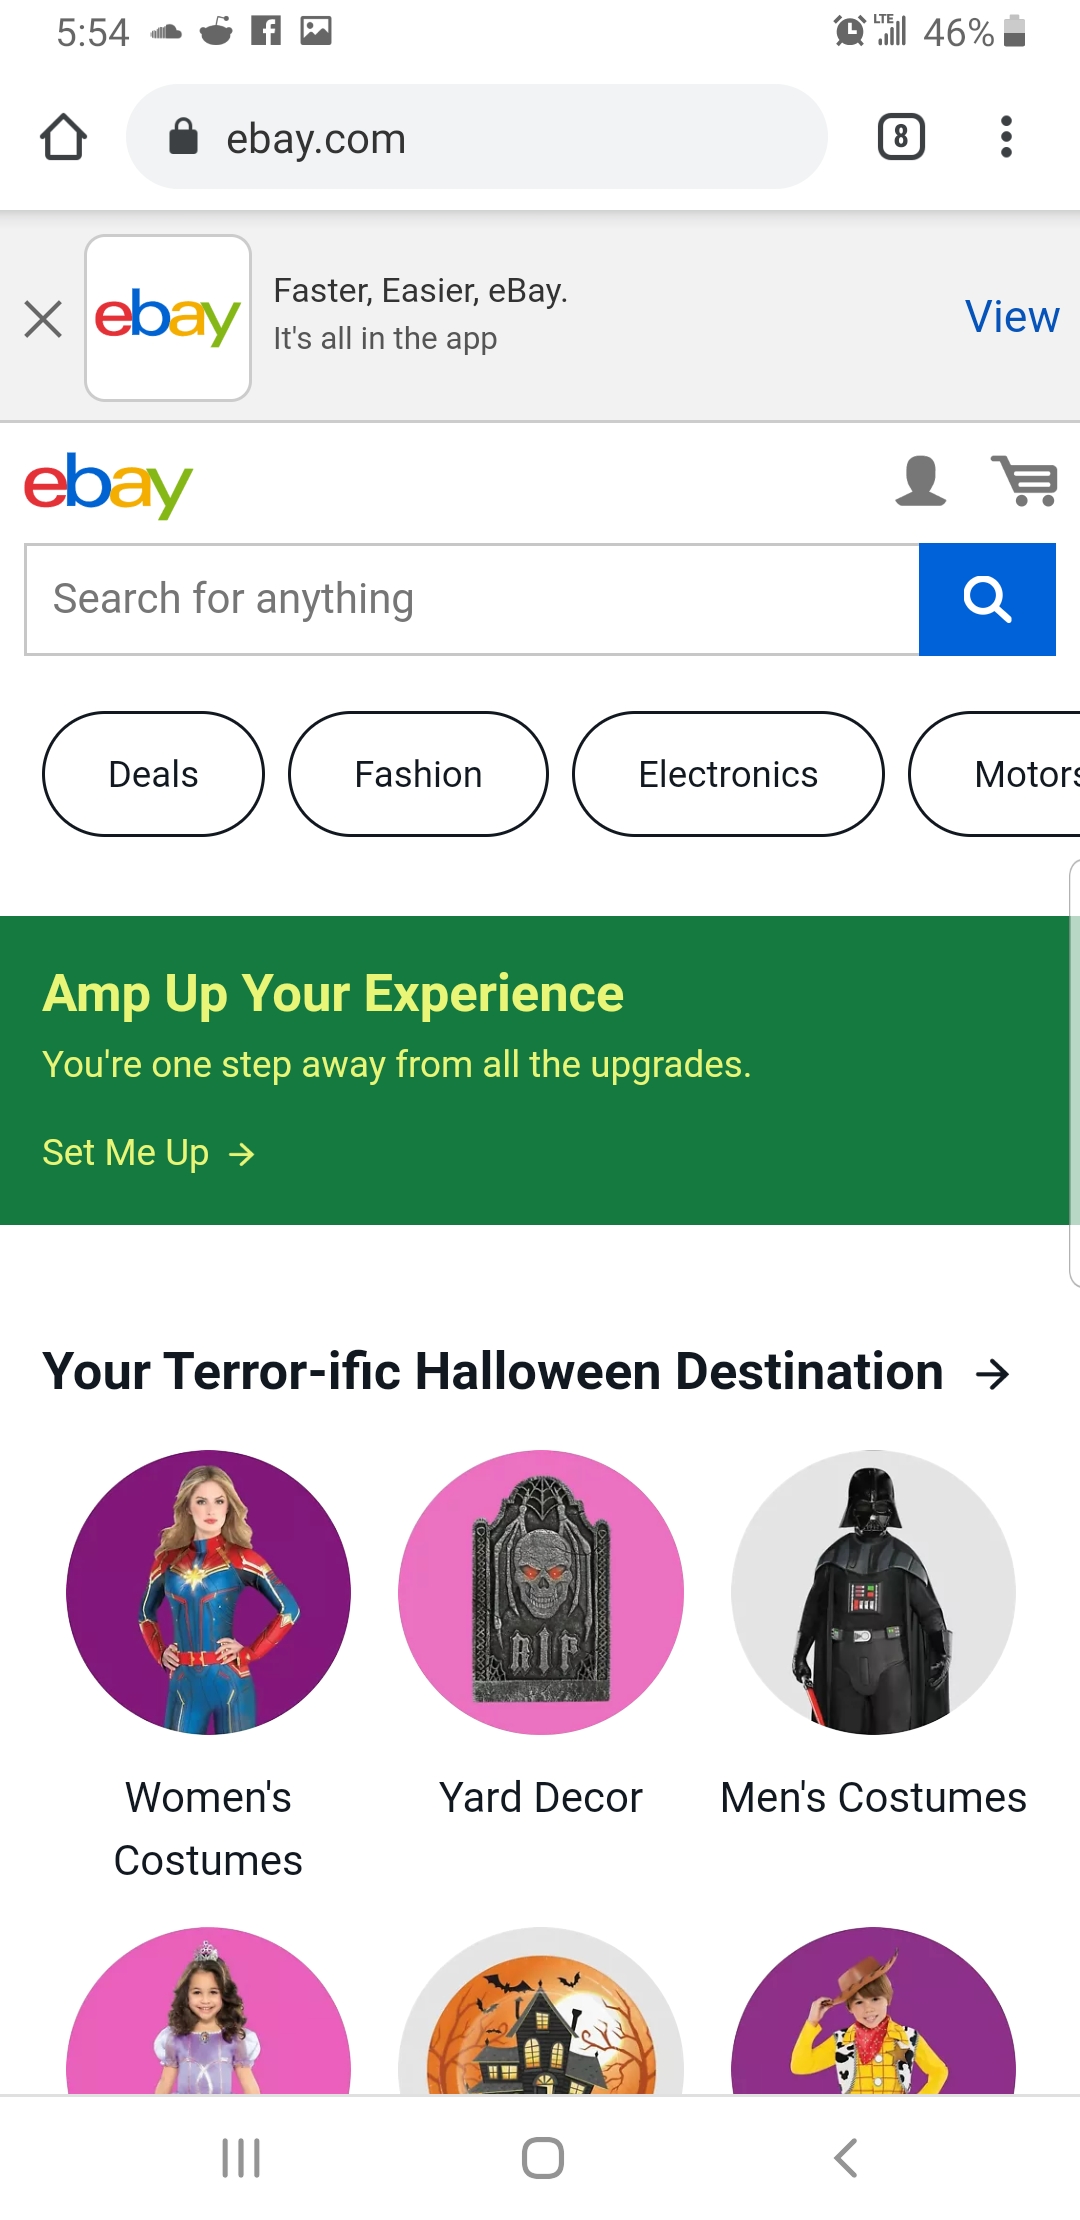 5:54
LTE
46%
ebay.com
8
ebay
Faster, Easier, eBay.
It's all in the app
View
ebay
Search for anything
Deals
Fashion
Electronics
Motors
Amp Up Your Experience
You're one step away from all the upgrades.
Set Me Up →
Your Terror-ific Halloween Destination →
RIP
Women's
Costumes
Yard Decor
Men's Costumes